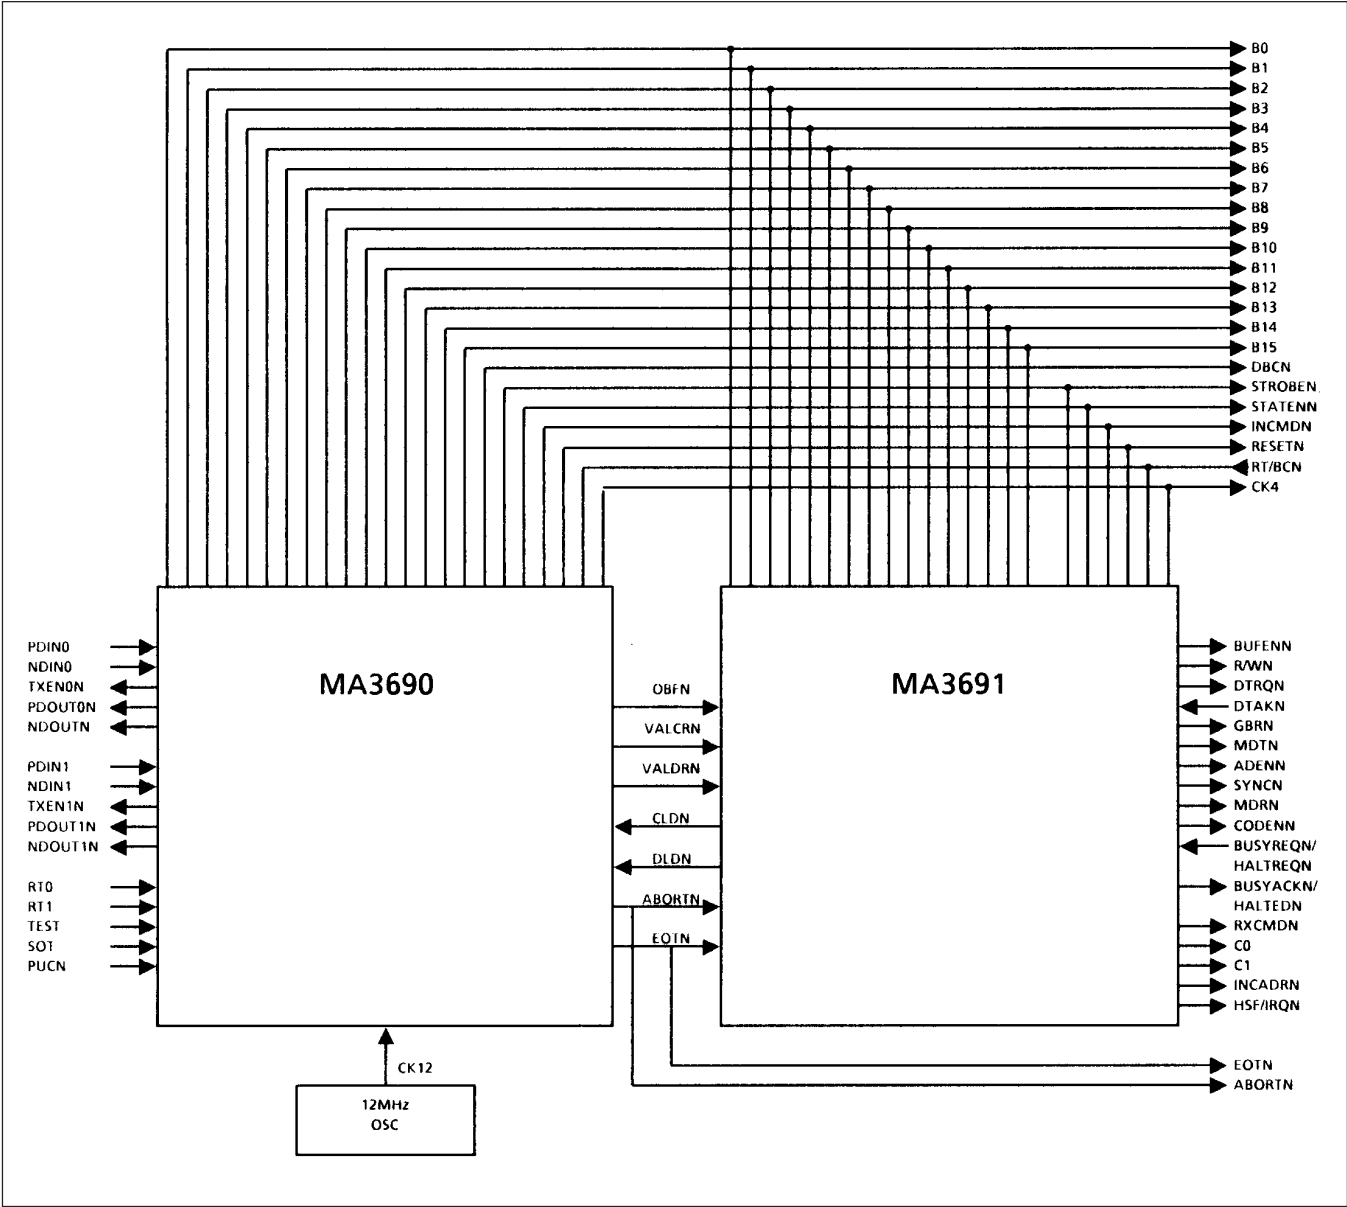 B0
B1
B2
B3
B4
B5
B6
B7
B8
B9
B10
B11
B12
B13
B14
B15
DBCN
STROBEN
STATENN
INCMDN
RESETN
RT/BCN
CK4
PDIN0
NDIN0
TXEN0N
PDOUT0N
NDOUTN
PDIN1
NDIN1
TXEN1N
PDOUT1N
NDOUT1N
RT0
RT1
TEST
SOT
PUCN
MA3690
OBFN
VALCRN
VALDRN
CLDN
DLDN
ABORTN
EOTN
MA3691
BUFENN
R/WN
DTRQN
DTAKN
GBRN
MDTN
ADENN
SYNCN
MDRN
CODENN
BUSYREQN/
HALTREQN
BUSYACKN/
HALTEDN
RXCMDN
C0
C1
INCADRN
HSF/IRQN
EOTN
ABORTN
CK12
12MHz
OSC